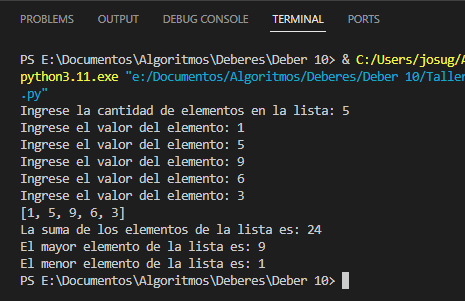 PROBLEMS OUTPUT DEBUG CONSOLE TERMINAL PORTS
PS E:\Documentos\Algoritmos\Deberes\Deber 10> & C:/Users/josug/A
python3.11.exe "e:/Documentos/Algoritmos/Deberes/Deber 10/Taller
.py"
Ingrese la cantidad de elementos en la lista: 5
Ingrese el valor del elemento: 1
Ingrese el valor del elemento: 5
Ingrese el valor del elemento: 9
Ingrese el valor del elemento: 6
Ingrese el valor del elemento: 3
[1, 5, 9, 6, 3]
La suma de los elementos de la lista es: 24
El mayor elemento de la lista es: 9
El menor elemento de la lista es: 1
PS E:\Documentos\Algoritmos\Deberes\Deber 10>